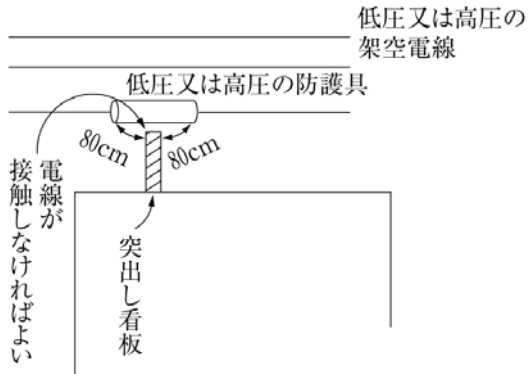 低圧又は高圧の
架空電線
低圧又は高圧の防護具
80cm
80cm
電線が
接触しなければよい
突出し看板